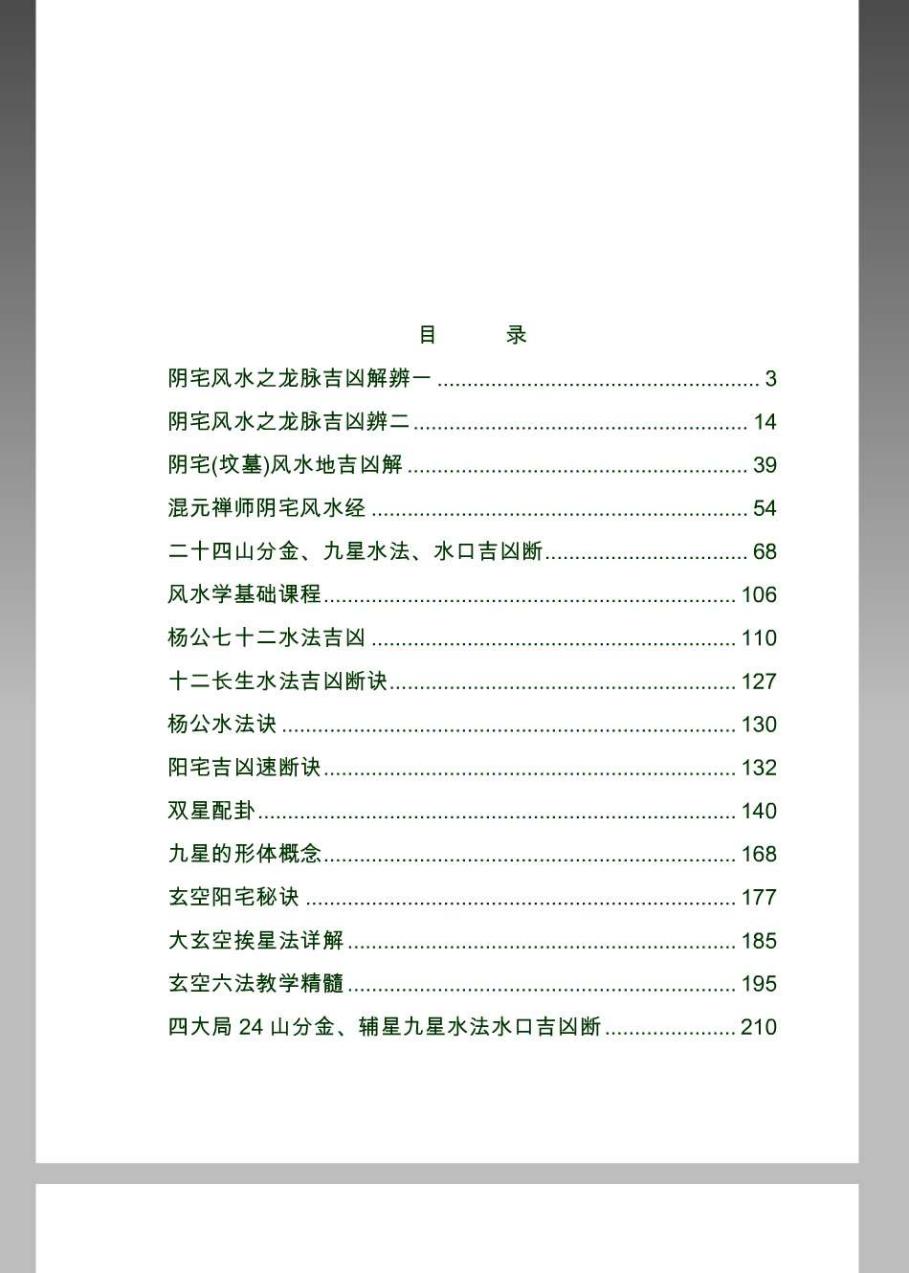 目 录
阴宅风水之龙脉吉凶解辨一 ...................................................... 3
阴宅风水之龙脉吉凶辨二........................................................ 14
阴宅(坟墓)风水地吉凶解 ......................................................... 39
混元禅师阴宅风水经 ............................................................... 54
二十四山分金、九星水法、水口吉凶断.................................. 68
风水学基础课程..................................................................... 106
杨公七十二水法吉凶 ............................................................. 110
十二长生水法吉凶断诀.......................................................... 127
杨公水法诀 ............................................................................ 130
阳宅吉凶速断诀..................................................................... 132
双星配卦................................................................................ 140
九星的形体概念..................................................................... 168
玄空阳宅秘诀 ........................................................................ 177
大玄空挨星法详解 ................................................................. 185
玄空六法教学精髓 ................................................................. 195
四大局 24 山分金、辅星九星水法水口吉凶断...................... 210